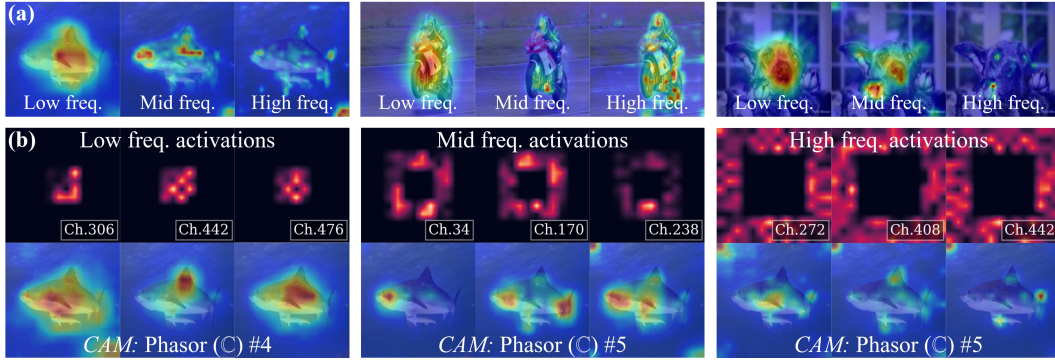 (a)
Low freq. Mid freq. High freq. Low freq. Mid freq. High freq. Low freq. Mid freq. High freq.
(b) Low freq. activations Mid freq. activations High freq. activations
Ch.306 Ch.442 Ch.476 Ch.34 Ch.170 Ch.238 Ch.272 Ch.408 Ch.442
CAM: Phasor (ℂ) #4 CAM: Phasor (ℂ) #5 CAM: Phasor (ℂ) #5